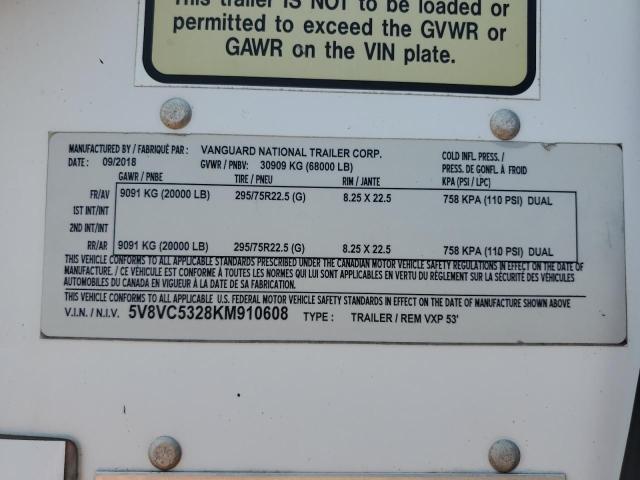 This trailer IS NOT to be loaded or
permitted to exceed the GVWR or
GAWR on the VIN plate.
MANUFACTURED BY / FABRIQUÉ PAR : VANGUARD NATIONAL TRAILER CORP.
DATE : 09/2018 GVWR / PNBV: 30909 KG (68000 LB)
COLD INFL. PRESS. /
PRESS. DE GONFL. À FROID
GAWR / PNBE TIRE / PNEU RIM / JANTE KPA (PSI / LPC)
FR/AV 9091 KG (20000 LB) 295/75R22.5 (G) 8.25 X 22.5 758 KPA (110 PSI) DUAL
1ST INT/INT
2ND INT/INT
RR/AR 9091 KG (20000 LB) 295/75R22.5 (G) 8.25 X 22.5 758 KPA (110 PSI) DUAL
THIS VEHICLE CONFORMS TO ALL APPLICABLE STANDARDS PRESCRIBED UNDER THE CANADIAN MOTOR VEHICLE SAFETY REGULATIONS IN EFFECT ON THE DATE OF
MANUFACTURE. / CE VÉHICULE EST CONFORME À TOUTES LES NORMES QUI LUI SONT APPLICABLES EN VERTU DU RÈGLEMENT SUR LA SÉCURITÉ DES VÉHICULES
AUTOMOBILES DU CANADA EN VIGUEUR À LA DATE DE SA FABRICATION.
THIS VEHICLE CONFORMS TO ALL APPLICABLE U.S. FEDERAL MOTOR VEHICLE SAFETY STANDARDS IN EFFECT ON THE DATE OF MANUFACTURE SHOWN ABOVE
V.I.N. / N.I.V. 5V8VC5328KM910608 TYPE : TRAILER / REM VXP 53'